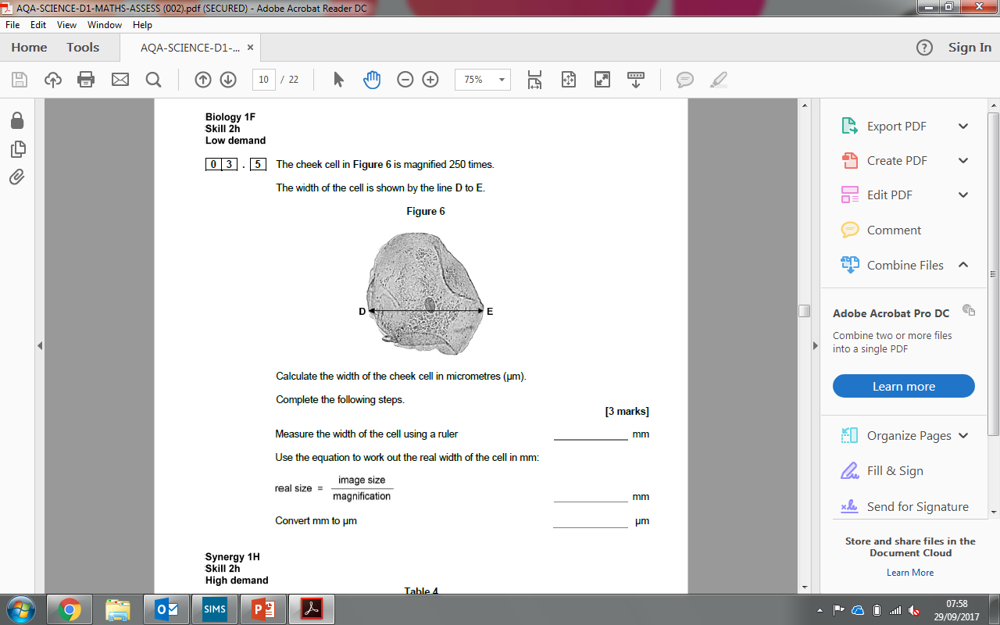 AQA-SCIENCE-D1-MATHS-ASSESS (002).pdf (SECURED) - Adobe Acrobat Reader DC
File Edit View Window Help
Home Tools AQA-SCIENCE-D1-... × ? Sign In
10 / 22 75%
Biology 1F
Skill 2h
Low demand
0 3 . 5 The cheek cell in Figure 6 is magnified 250 times.
The width of the cell is shown by the line D to E.
Figure 6
D E
Calculate the width of the cheek cell in micrometres (µm).
Complete the following steps.
[3 marks]
Measure the width of the cell using a ruler mm
Use the equation to work out the real width of the cell in mm:
real size = image size
magnification
mm
Convert mm to µm µm
Synergy 1H
Skill 2h
High demand
Table 4
Export PDF
Create PDF
Edit PDF
Comment
Combine Files
Adobe Acrobat Pro DC
Combine two or more files
into a single PDF
Learn more
Organize Pages
Fill & Sign
Send for Signature
Store and share files in the
Document Cloud
Learn More
SIMS
07:58
29/09/2017